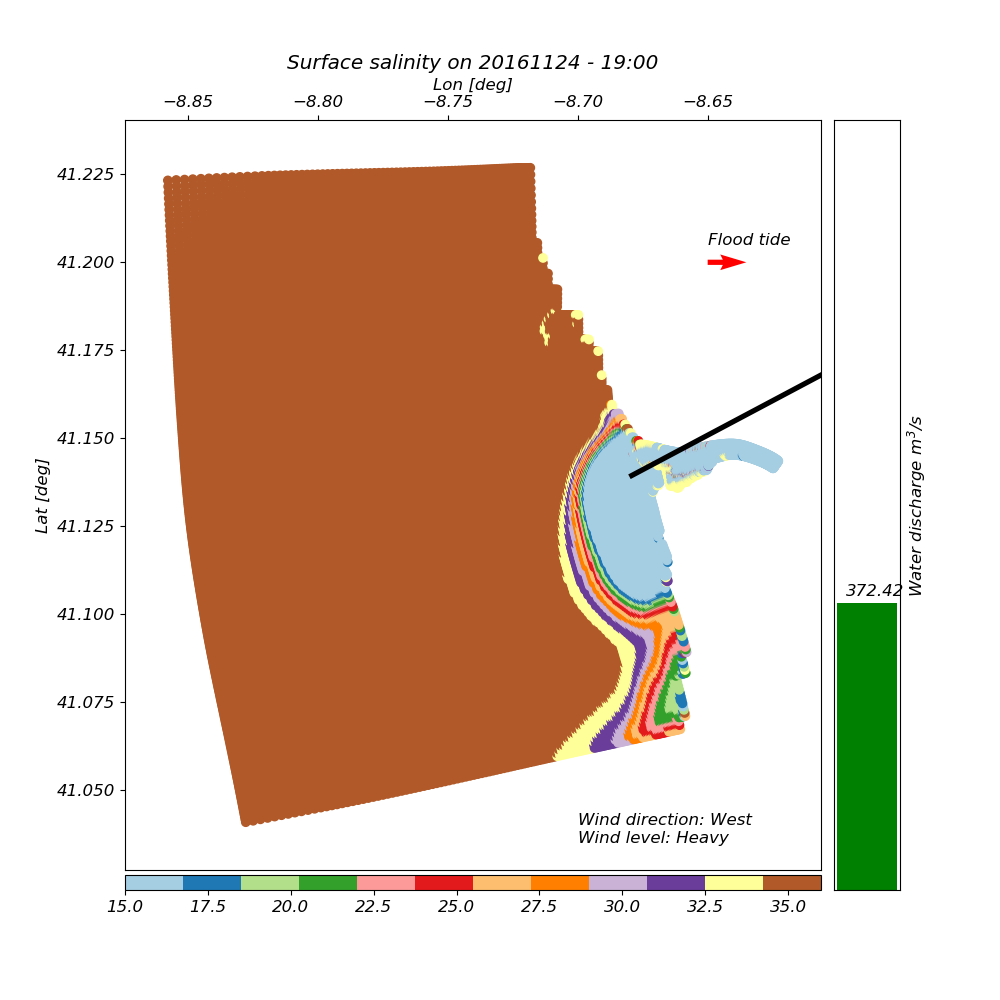 Surface salinity on 20161124 - 19:00
Lon [deg]
−8.85 −8.80 −8.75 −8.70 −8.65
41.225
41.200
41.175
41.150
41.125
41.100
41.075
41.050
Lat [deg]
Flood tide
Wind direction: West
Wind level: Heavy
372.42
Water discharge m³/s
15.0 17.5 20.0 22.5 25.0 27.5 30.0 32.5 35.0